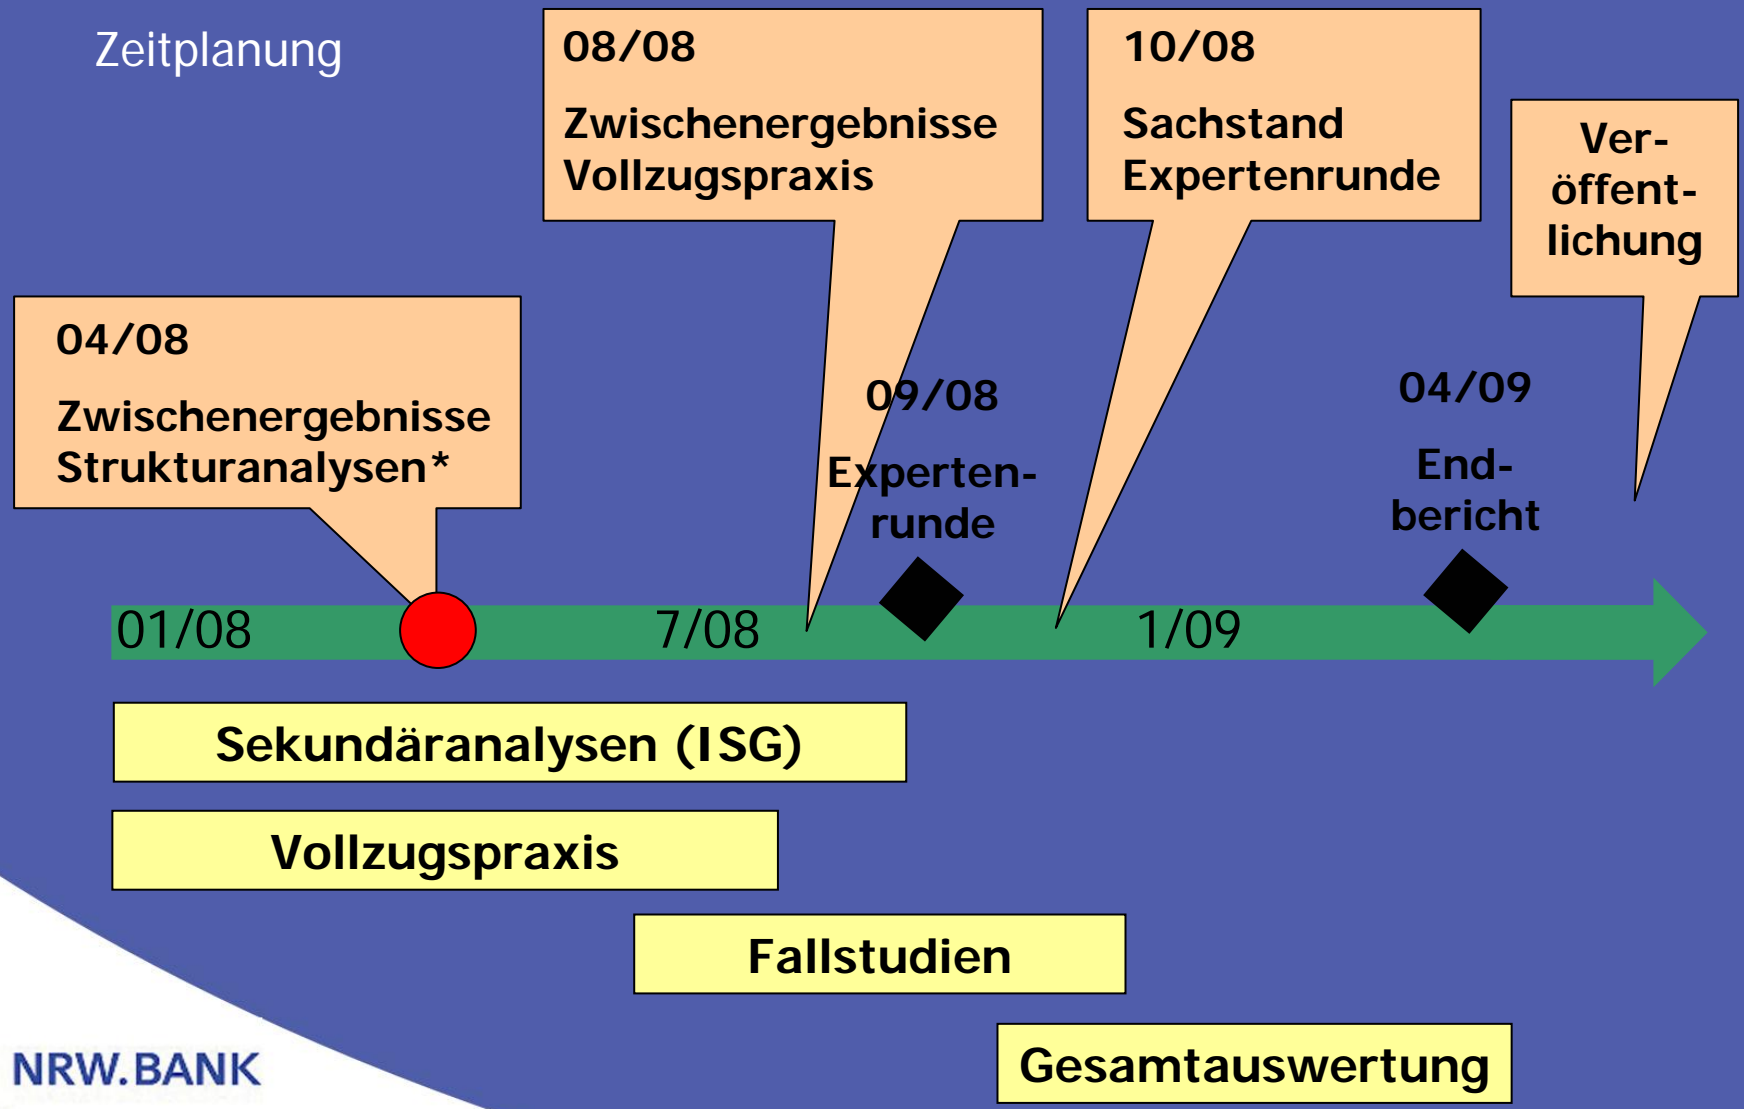 Zeitplanung
08/08
Zwischenergebnisse
Vollzugspraxis
10/08
Sachstand
Expertenrunde
Ver-
öffent-
lichung
04/08
Zwischenergebnisse
Strukturanalysen*
09/08
Experten-
runde
04/09
End-
bericht
01/08
7/08
1/09
Sekundäranalysen (ISG)
Vollzugspraxis
Fallstudien
Gesamtauswertung
NRW.BANK